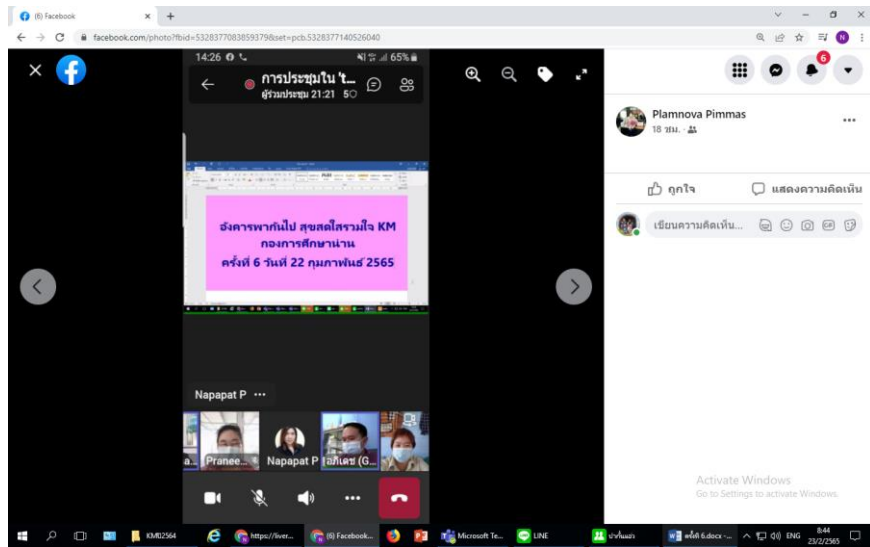 (6) Facebook
facebook.com/photo?fbid=5328377083859379&set=pcb.5328377140526040
14:26
65%
การประชุมใน 't...
ผู้ร่วมประชุม 21:21
6
Plamnova Pimmas
18 ชม.
ถูกใจ
แสดงความคิดเห็น
เขียนความคิดเห็น...
GIF
อังคารพากันไป สุขสดใสรวมใจ KM
กองการศึกษาน่าน
ครั้งที่ 6 วันที่ 22 กุมภาพันธ์ 2565
Napapat P
a...
Pranee...
Napapat P
อภิเดช (G...
Activate Windows
Go to Settings to activate Windows.
KM02564
https://liver...
(6) Facebook...
Microsoft Te...
LINE
ครั้งที่ 6.docx -...
ENG
8:44
23/2/2565